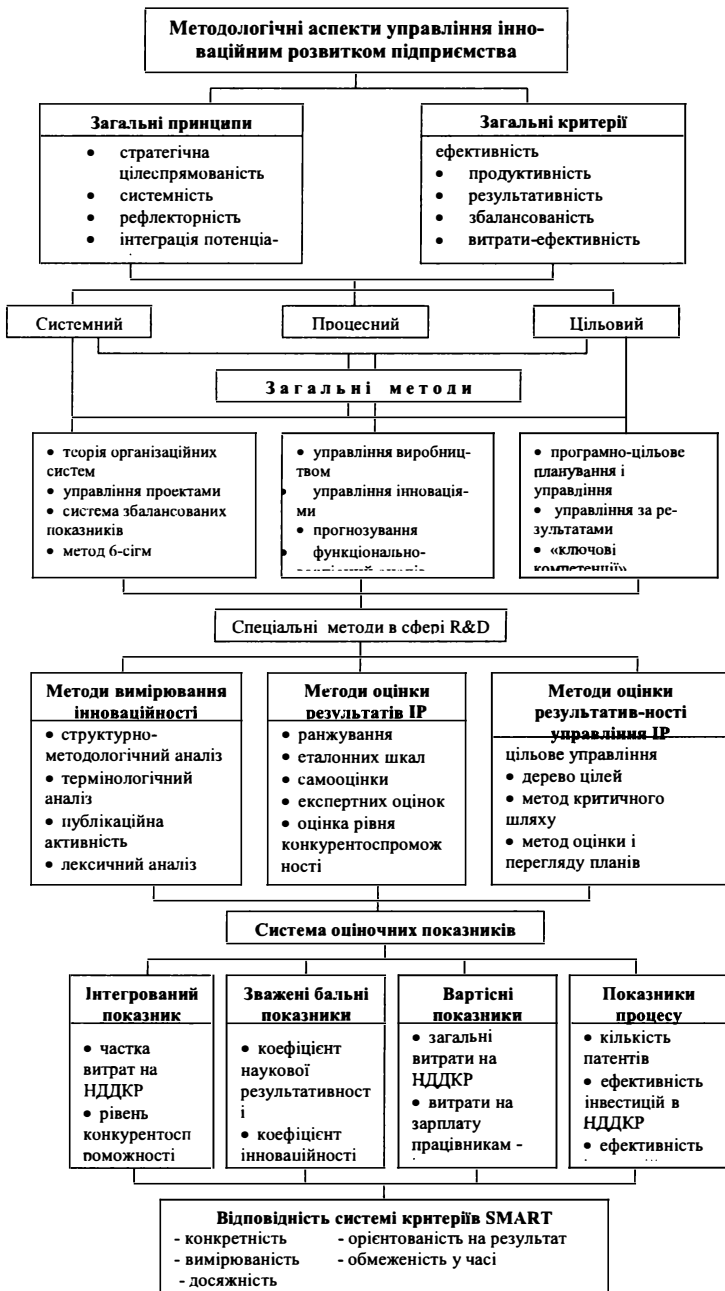 Методологічні аспекти управління інно-
ваційним розвитком підприємства
Загальні принципи
• стратегічна
цілеспрямованість
• системність
• рефлекторність
• інтеграція потенціа-
Загальні критерії
ефективність
• продуктивність
• результативність
• збалансованість
• витрати-ефективність
Системний
Процесний
Цільовий
Загальні методи
• теорія організаційних
систем
• управління проектами
• система збалансованих
показників
• метод 6-сігм
• управління виробниц-
твом
• управління інновація-
ми
• прогнозування
• функціонально-
• програмно-цільове
планування і
управління
• управління за ре-
зультатами
• «ключові
компетенції»
Спеціальні методи в сфері R&D
Методи вимірювання
інноваційності
• структурно-
методологічний аналіз
• термінологічний
аналіз
• публікаційна
активність
• лексичний аналіз
Методи оцінки
результатів ІР
• ранжування
• еталонних шкал
• самооцінки
• експертних оцінок
• оцінка рівня
конкурентоспромож
ності
Методи оцінки
результатив-ності
управління ІР
цільове управління
• дерево цілей
• метод критичного
шляху
• метод оцінки і
перегляду планів
Система оціночних показників
Інтегрований
показник
• частка
витрат на
НДДКР
• рівень
конкурентосп
роможності
Зважені бальні
показники
• коефіцієнт
наукової
результативност
і
• коефіцієнт
інноваційності
Вартісні
показники
• загальні
витрати на
НДДКР
• витрати на
зарплату
працівникам -
Показники
процесу
• кількість
патентів
• ефективність
інвестицій в
НДДКР
• ефективність
Відповідність системі критеріїв SMART
- конкретність - орієнтованість на результат
- вимірюваність - обмеженість у часі
- досяжність